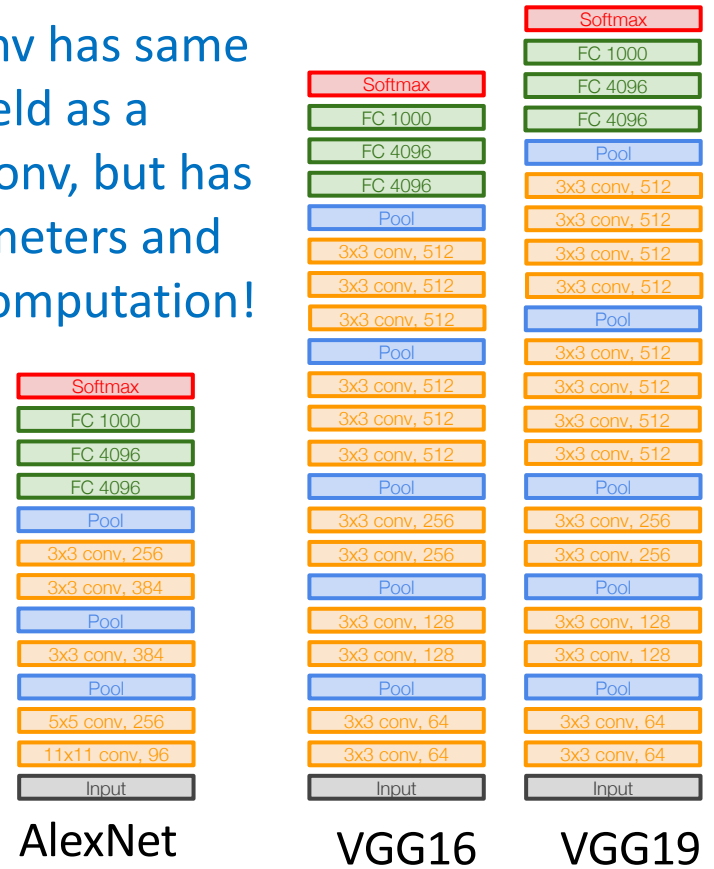 nv has same
eld as a
onv, but has
neters and
omputation!
Softmax
FC 1000
FC 4096
FC 4096
Pool
3x3 conv, 256
3x3 conv, 384
Pool
3x3 conv, 384
Pool
5x5 conv, 256
11x11 conv, 96
Input
AlexNet
Softmax
FC 1000
FC 4096
FC 4096
Pool
3x3 conv, 512
3x3 conv, 512
3x3 conv, 512
Pool
3x3 conv, 512
3x3 conv, 512
3x3 conv, 512
Pool
3x3 conv, 256
3x3 conv, 256
Pool
3x3 conv, 128
3x3 conv, 128
Pool
3x3 conv, 64
3x3 conv, 64
Input
VGG16
Softmax
FC 1000
FC 4096
FC 4096
Pool
3x3 conv, 512
3x3 conv, 512
3x3 conv, 512
3x3 conv, 512
Pool
3x3 conv, 512
3x3 conv, 512
3x3 conv, 512
3x3 conv, 512
Pool
3x3 conv, 256
3x3 conv, 256
Pool
3x3 conv, 128
3x3 conv, 128
Pool
3x3 conv, 64
3x3 conv, 64
Input
VGG19